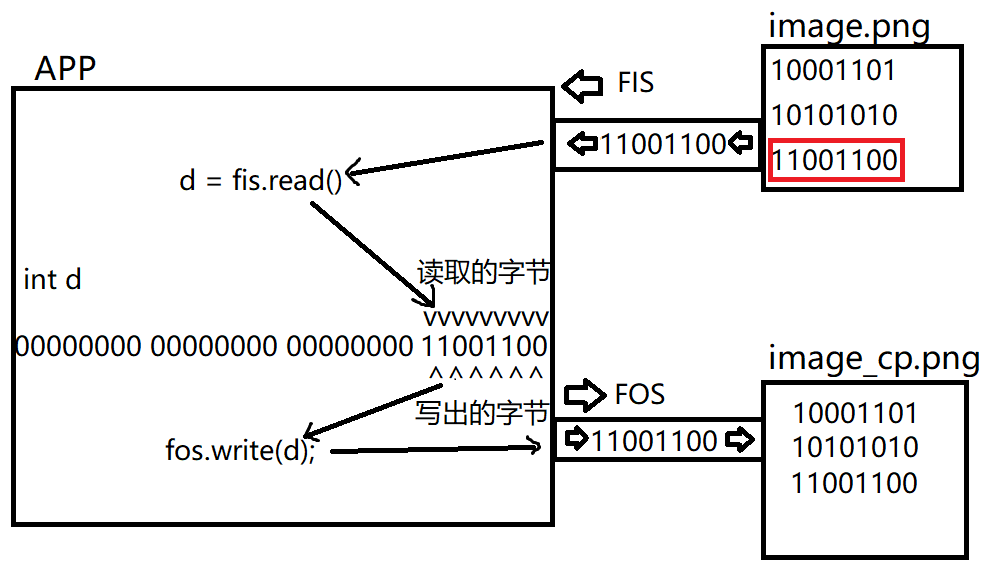 APP
FIS
image.png
10001101
10101010
11001100
11001100
d = fis.read()
int d
读取的字节
vvvvvvvvv
00000000 00000000 00000000 11001100
^ ^ ^ ^ ^ ^
写出的字节
fos.write(d);
FOS
11001100
image_cp.png
10001101
10101010
11001100